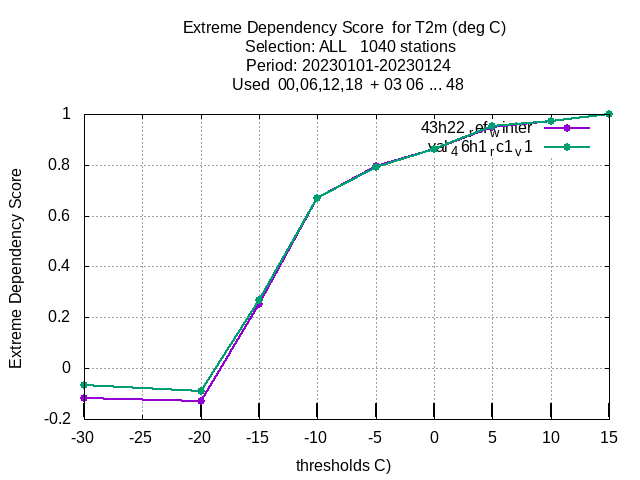 Extreme Dependency Score  for T2m (deg C)
Selection: ALL   1040 stations
Period: 20230101-20230124
Used  00,06,12,18  + 03 06 ... 48
43h22_ref_winter
val_46h1_rc1_v1
Extreme Dependency Score
1
0.8
0.6
0.4
0.2
0
-0.2
-30 -25 -20 -15 -10 -5 0 5 10 15
thresholds C)